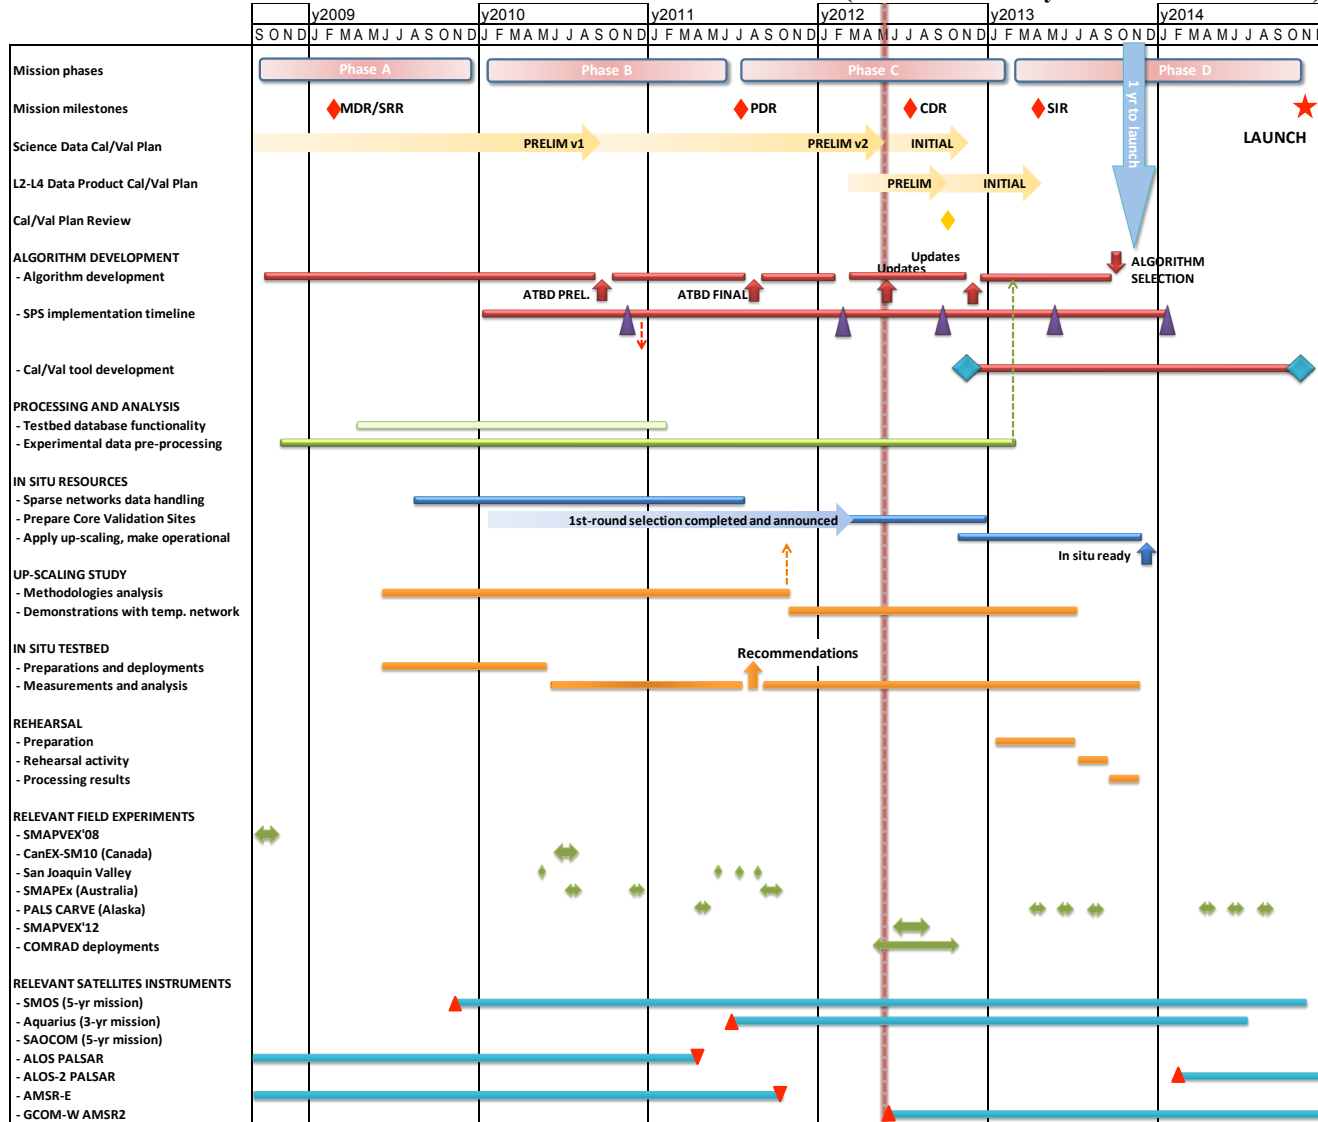 y2009 y2010 y2011 y2012 y2013 y2014
S O N D J F M A M J J A S O N D J F M A M J J A S O N D J F M A M J J A S O N D J F M A M J J A S O N D J F M A M J J A S O N D J F M A M J J A S O N D
Mission phases Phase A Phase B Phase C Phase D
Mission milestones MDR/SRR PDR CDR SIR
1 yr to launch
LAUNCH
Science Data Cal/Val Plan PRELIM v1 PRELIM v2 INITIAL
L2-L4 Data Product Cal/Val Plan PRELIM INITIAL
Cal/Val Plan Review
ALGORITHM DEVELOPMENT Updates ALGORITHM
- Algorithm development Updates SELECTION
ATBD PREL. ATBD FINAL
- SPS implementation timeline
- Cal/Val tool development
PROCESSING AND ANALYSIS
- Testbed database functionality
- Experimental data pre-processing
IN SITU RESOURCES
- Sparse networks data handling
- Prepare Core Validation Sites 1st-round selection completed and announced
- Apply up-scaling, make operational
In situ ready
UP-SCALING STUDY
- Methodologies analysis
- Demonstrations with temp. network
IN SITU TESTBED
Recommendations
- Preparations and deployments
- Measurements and analysis
REHEARSAL
- Preparation
- Rehearsal activity
- Processing results
RELEVANT FIELD EXPERIMENTS
- SMAPVEX'08
- CanEX-SM10 (Canada)
- San Joaquin Valley
- SMAPEx (Australia)
- PALS CARVE (Alaska)
- SMAPVEX'12
- COMRAD deployments
RELEVANT SATELLITES INSTRUMENTS
- SMOS (5-yr mission)
- Aquarius (3-yr mission)
- SAOCOM (5-yr mission)
- ALOS PALSAR
- ALOS-2 PALSAR
- AMSR-E
- GCOM-W AMSR2